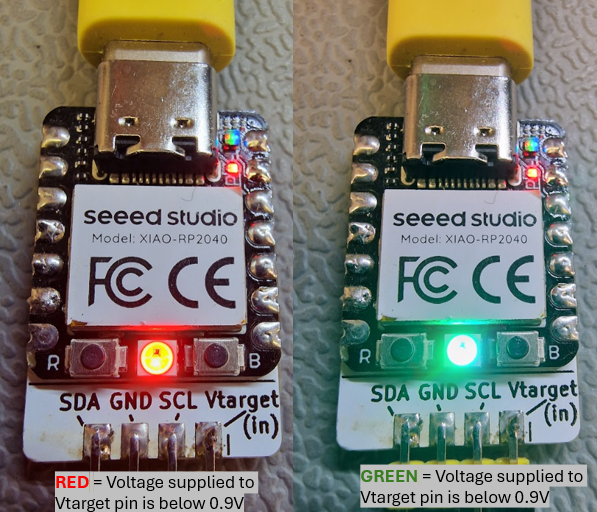 seeed studio
Model: XIAO-RP2040
FC CE
R B
SDA GND SCL Vtarget
(in)
RED = Voltage supplied to
Vtarget pin is below 0.9V
seeed studio
Model: XIAO-RP2040
FC CE
R B
SDA GND SCL Vtarget
(in)
GREEN = Voltage supplied to
Vtarget pin is below 0.9V